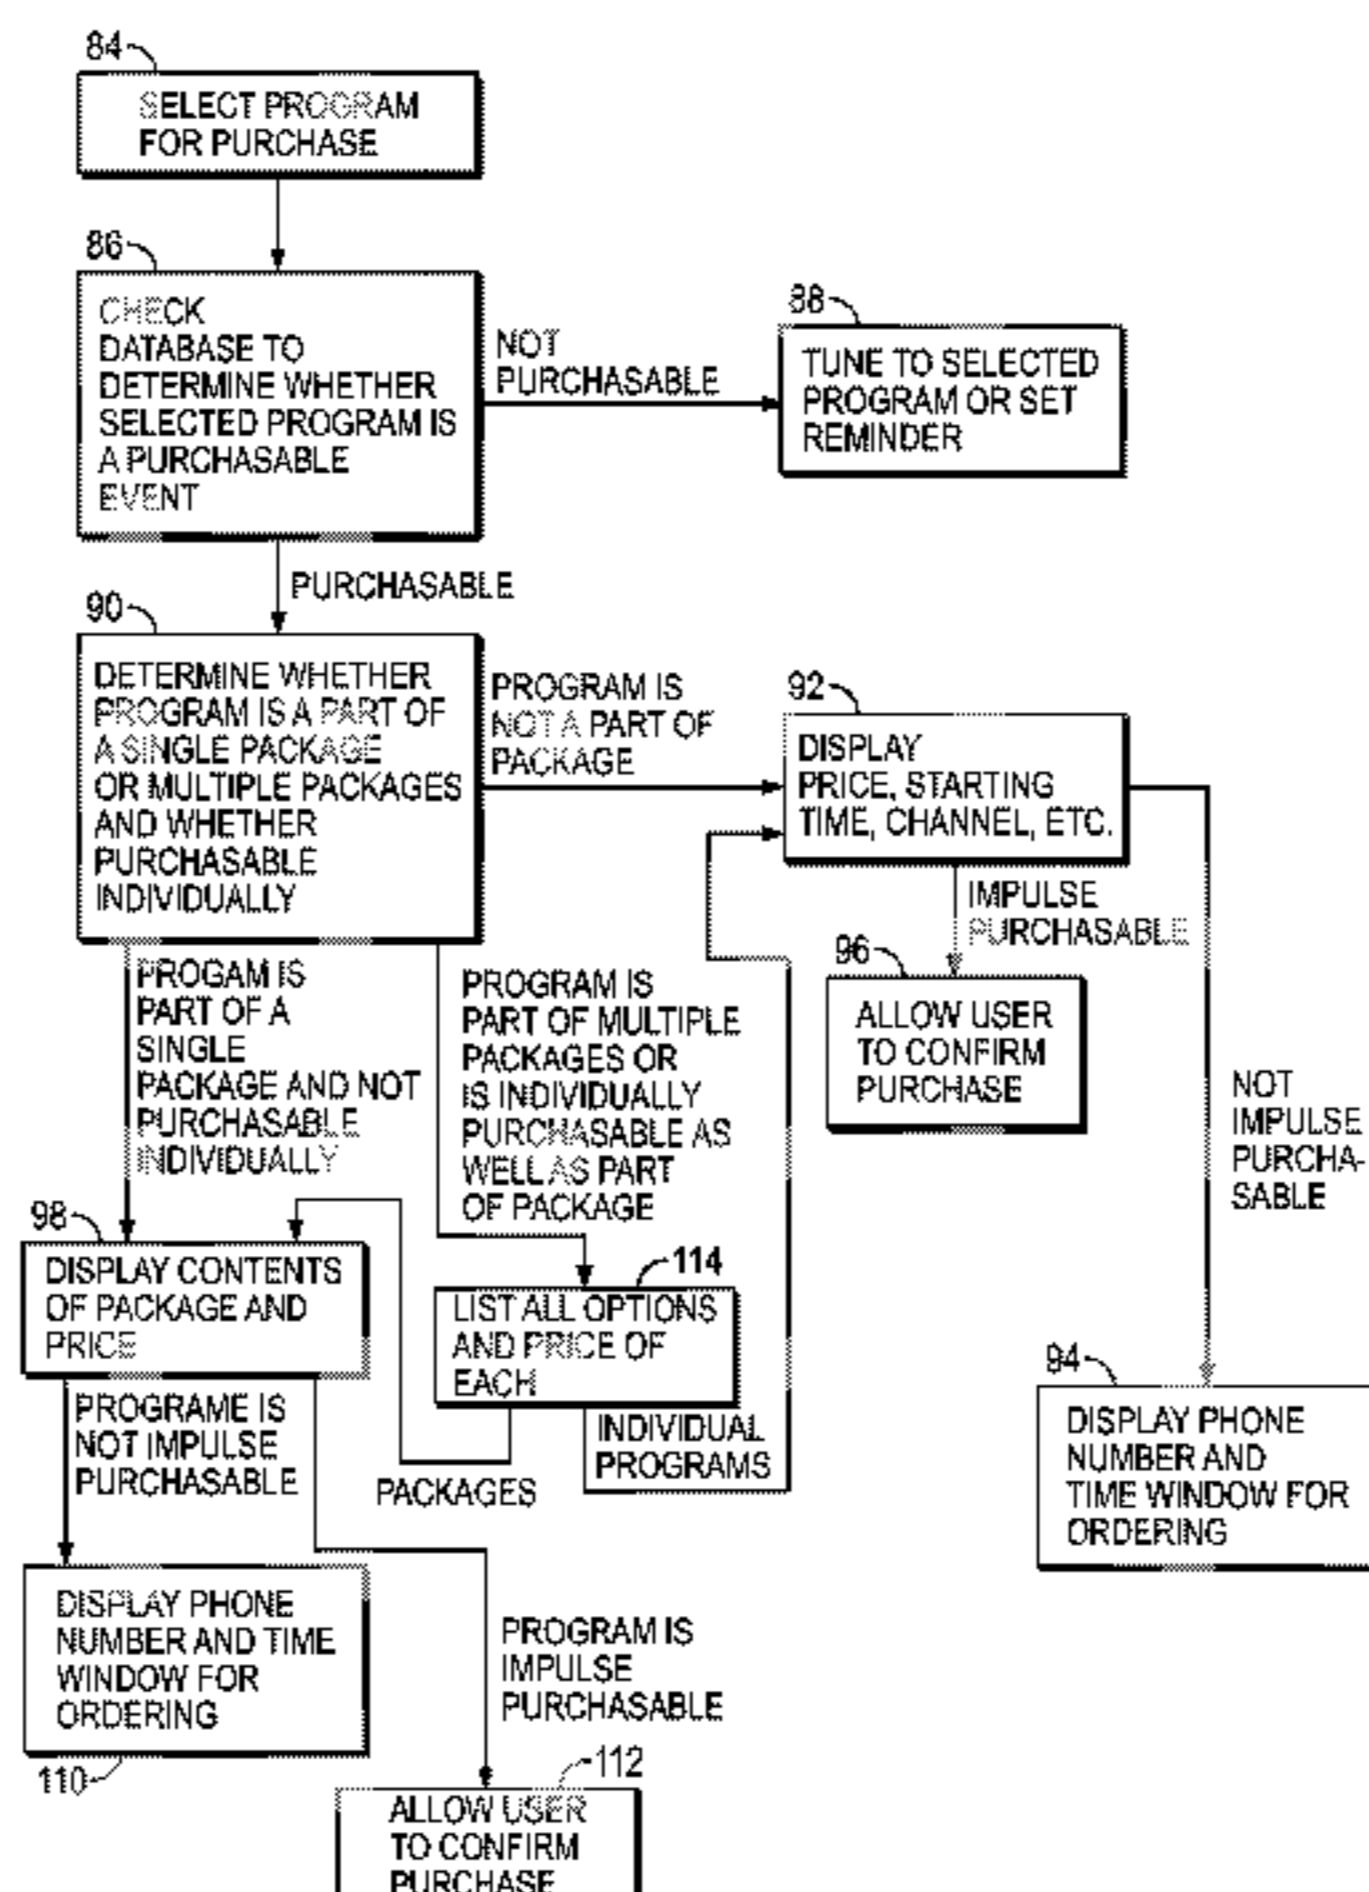 84
SELECT PROGRAM
FOR PURCHASE
86
CHECK
DATABASE TO
DETERMINE WHETHER
SELECTED PROGRAM IS
A PURCHASABLE
EVENT
NOT
PURCHASABLE
88
TUNE TO SELECTED
PROGRAM OR SET
REMINDER
PURCHASABLE
90
DETERMINE WHETHER
PROGRAM IS A PART OF
A SINGLE PACKAGE
OR MULTIPLE PACKAGES
AND WHETHER
PURCHASABLE
INDIVIDUALLY
PROGRAM IS
NOT A PART OF
PACKAGE
92
DISPLAY
PRICE, STARTING
TIME, CHANNEL, ETC.
IMPULSE
PURCHASABLE
96
ALLOW USER
TO CONFIRM
PURCHASE
NOT
IMPULSE
PURCHA-
SABLE
PROGAM IS
PART OF A
SINGLE
PACKAGE AND NOT
PURCHASABLE
INDIVIDUALLY
PROGRAM IS
PART OF MULTIPLE
PACKAGES OR
IS INDIVIDUALLY
PURCHASABLE AS
WELL AS PART
OF PACKAGE
98
DISPLAY CONTENTS
OF PACKAGE AND
PRICE
114
LIST ALL OPTIONS
AND PRICE OF
EACH
94
DISPLAY PHONE
NUMBER AND
TIME WINDOW FOR
ORDERING
PROGRAME IS
NOT IMPULSE
PURCHASABLE
PACKAGES
INDIVIDUAL
PROGRAMS
DISPLAY PHONE
NUMBER AND TIME
WINDOW FOR
ORDERING
110
PROGRAM IS
IMPULSE
PURCHASABLE
112
ALLOW USER
TO CONFIRM
PURCHASE